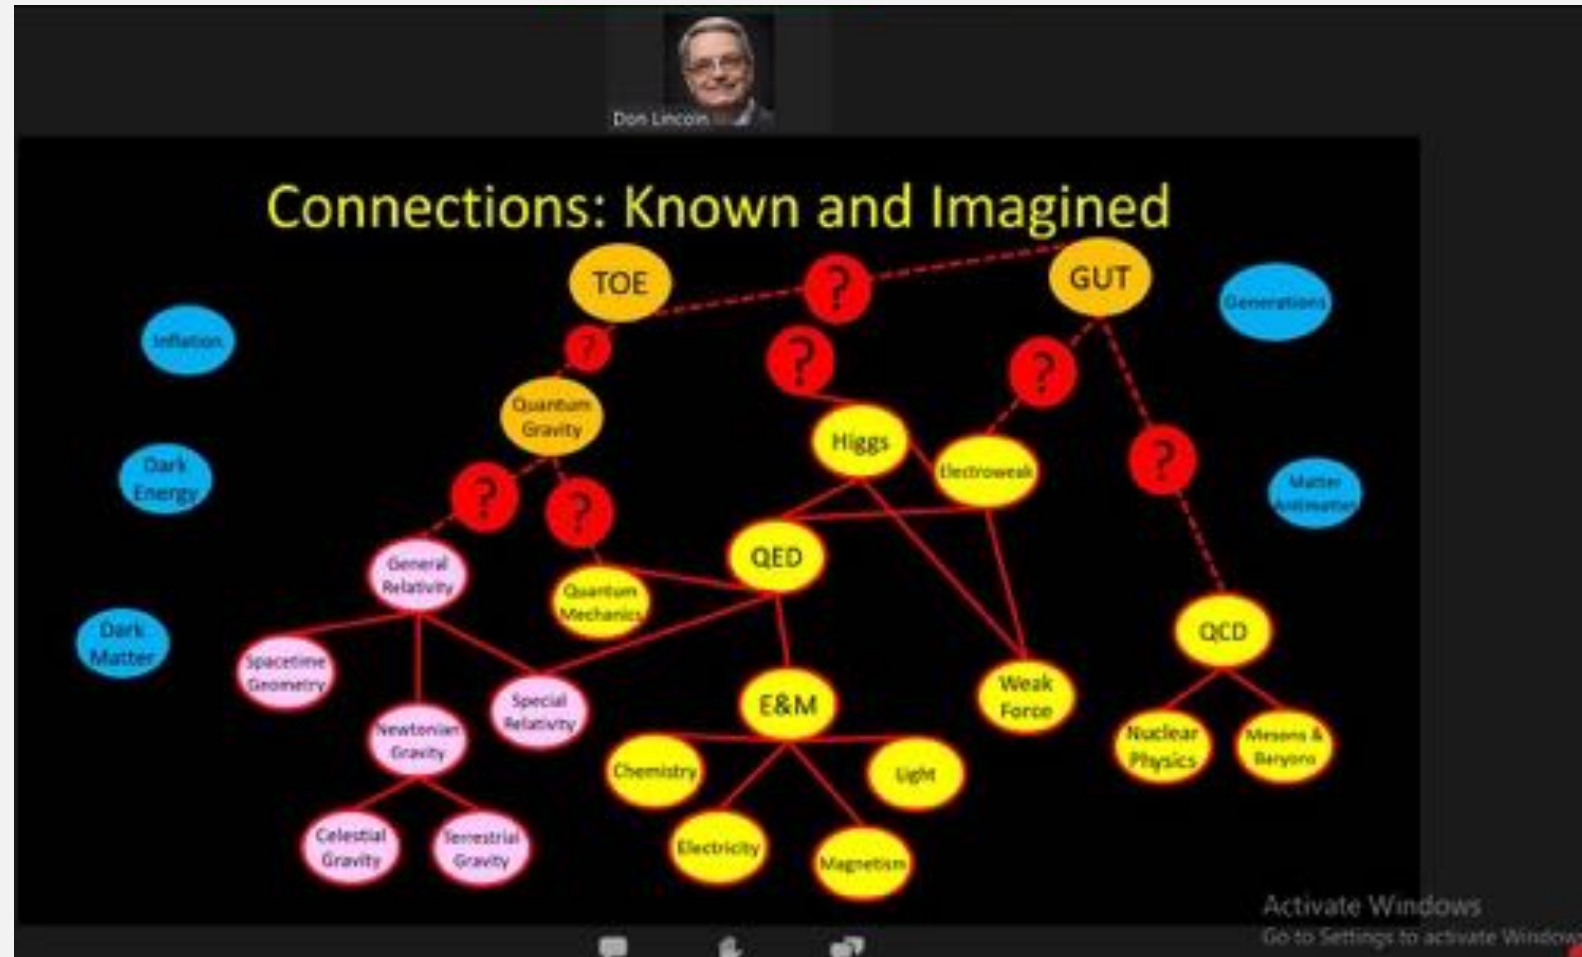 Don Lincoln
Connections: Known and Imagined
TOE
?
GUT
Generations
Inflation
?
?
?
Quantum
Gravity
Higgs
Electroweak
?
Dark
Energy
?
?
Matter
Antimatter
General
Relativity
Quantum
Mechanics
QED
Dark
Matter
QCD
Spacetime
Geometry
Special
Relativity
E&M
Weak
Force
Newtonian
Gravity
Nuclear
Physics
Mesons &
Baryons
Chemistry
Light
Celestial
Gravity
Terrestrial
Gravity
Electricity
Magnetism
Activate Windows
Go to Settings to activate Windows